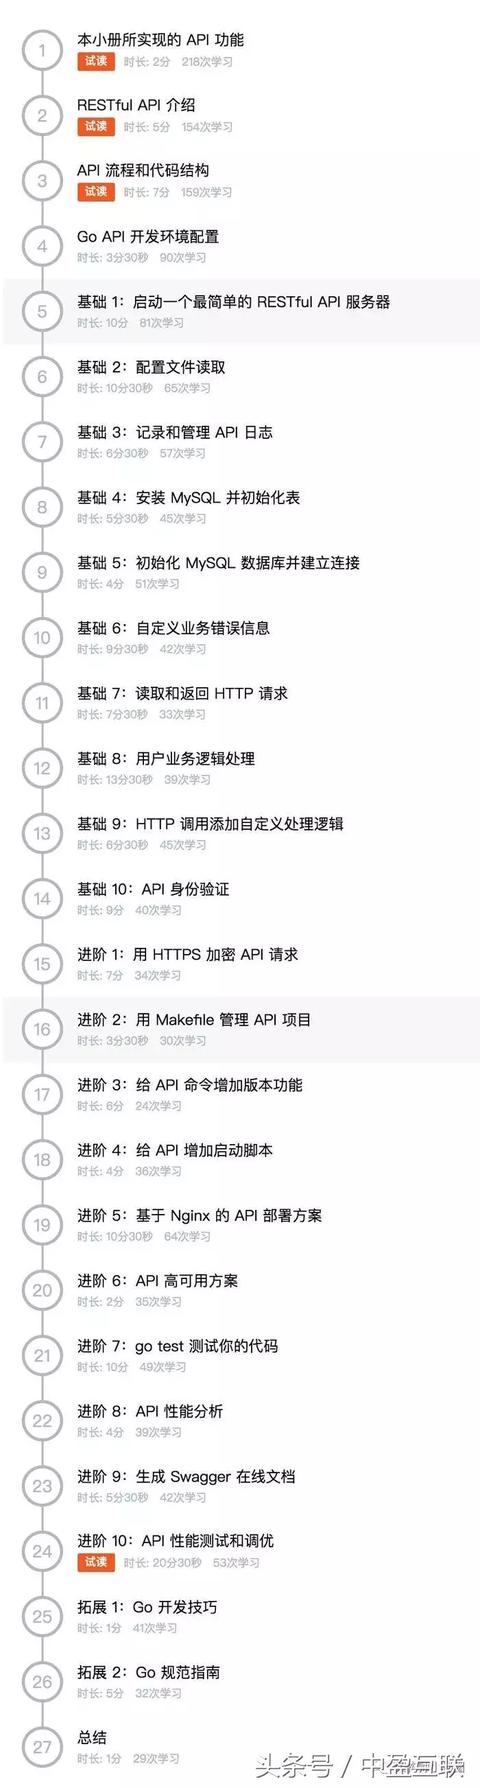 1
本小册所实现的 API 功能
试读 时长: 2分 218次学习
2
RESTful API 介绍
试读 时长: 5分 154次学习
3
API 流程和代码结构
试读 时长: 7分 159次学习
4
Go API 开发环境配置
时长: 3分30秒 90次学习
5
基础 1：启动一个最简单的 RESTful API 服务器
时长: 10分 81次学习
6
基础 2：配置文件读取
时长: 10分30秒 65次学习
7
基础 3：记录和管理 API 日志
时长: 6分30秒 57次学习
8
基础 4：安装 MySQL 并初始化表
时长: 5分30秒 45次学习
9
基础 5：初始化 MySQL 数据库并建立连接
时长: 4分 51次学习
10
基础 6：自定义业务错误信息
时长: 9分30秒 42次学习
11
基础 7：读取和返回 HTTP 请求
时长: 7分30秒 33次学习
12
基础 8：用户业务逻辑处理
时长: 13分30秒 39次学习
13
基础 9：HTTP 调用添加自定义处理逻辑
时长: 6分30秒 45次学习
14
基础 10：API 身份验证
时长: 9分 40次学习
15
进阶 1：用 HTTPS 加密 API 请求
时长: 7分 34次学习
16
进阶 2：用 Makefile 管理 API 项目
时长: 3分30秒 30次学习
17
进阶 3：给 API 命令增加版本功能
时长: 6分 24次学习
18
进阶 4：给 API 增加启动脚本
时长: 4分 36次学习
19
进阶 5：基于 Nginx 的 API 部署方案
时长: 10分30秒 64次学习
20
进阶 6：API 高可用方案
时长: 2分 35次学习
21
进阶 7：go test 测试你的代码
时长: 10分 49次学习
22
进阶 8：API 性能分析
时长: 4分 39次学习
23
进阶 9：生成 Swagger 在线文档
时长: 5分30秒 42次学习
24
进阶 10：API 性能测试和调优
试读 时长: 20分30秒 53次学习
25
拓展 1：Go 开发技巧
时长: 1分 41次学习
26
拓展 2：Go 规范指南
时长: 5分 32次学习
27
总结
时长: 1分 29次学习
头条号 / 中盈互联